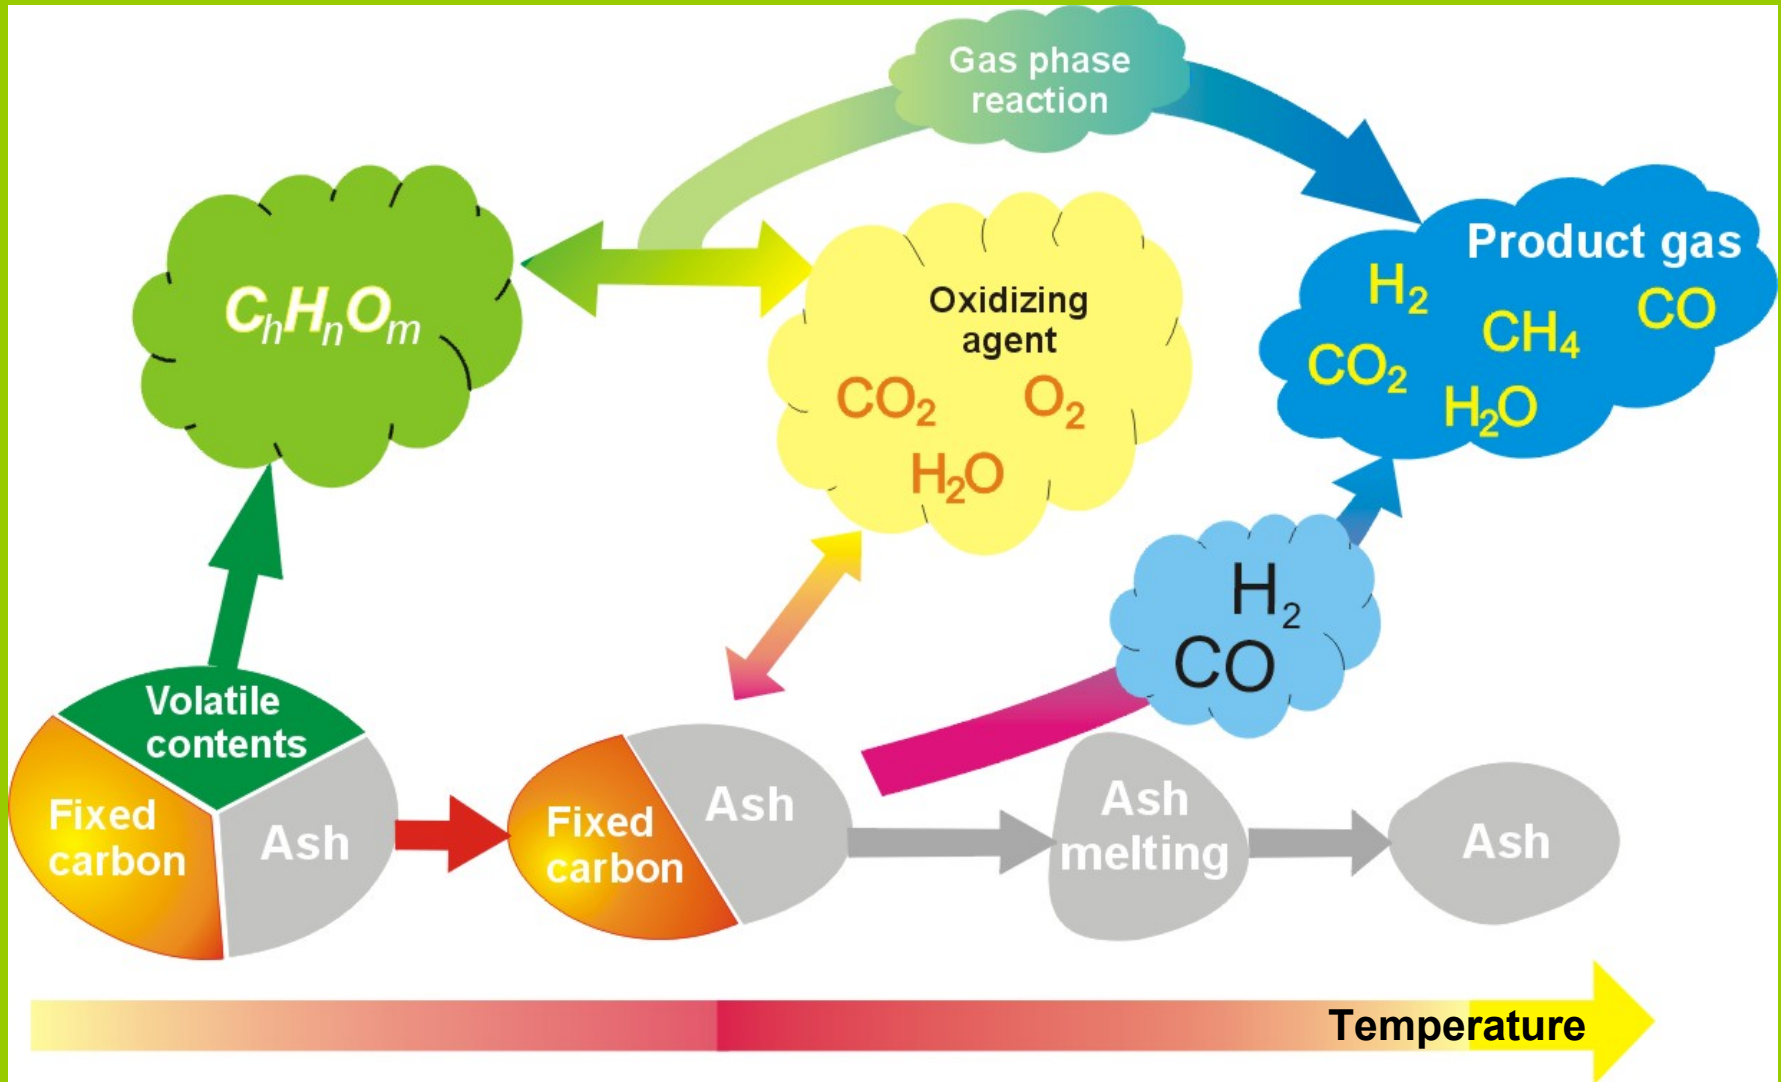 Gas phase
reaction
Product gas
H₂
CO
CH₄
CO₂
H₂O
Oxidizing
agent
CO₂
O₂
H₂O
ChHnOm
H₂
CO
Volatile
contents
Fixed
carbon
Ash
Fixed
carbon
Ash
Ash
melting
Ash
Temperature